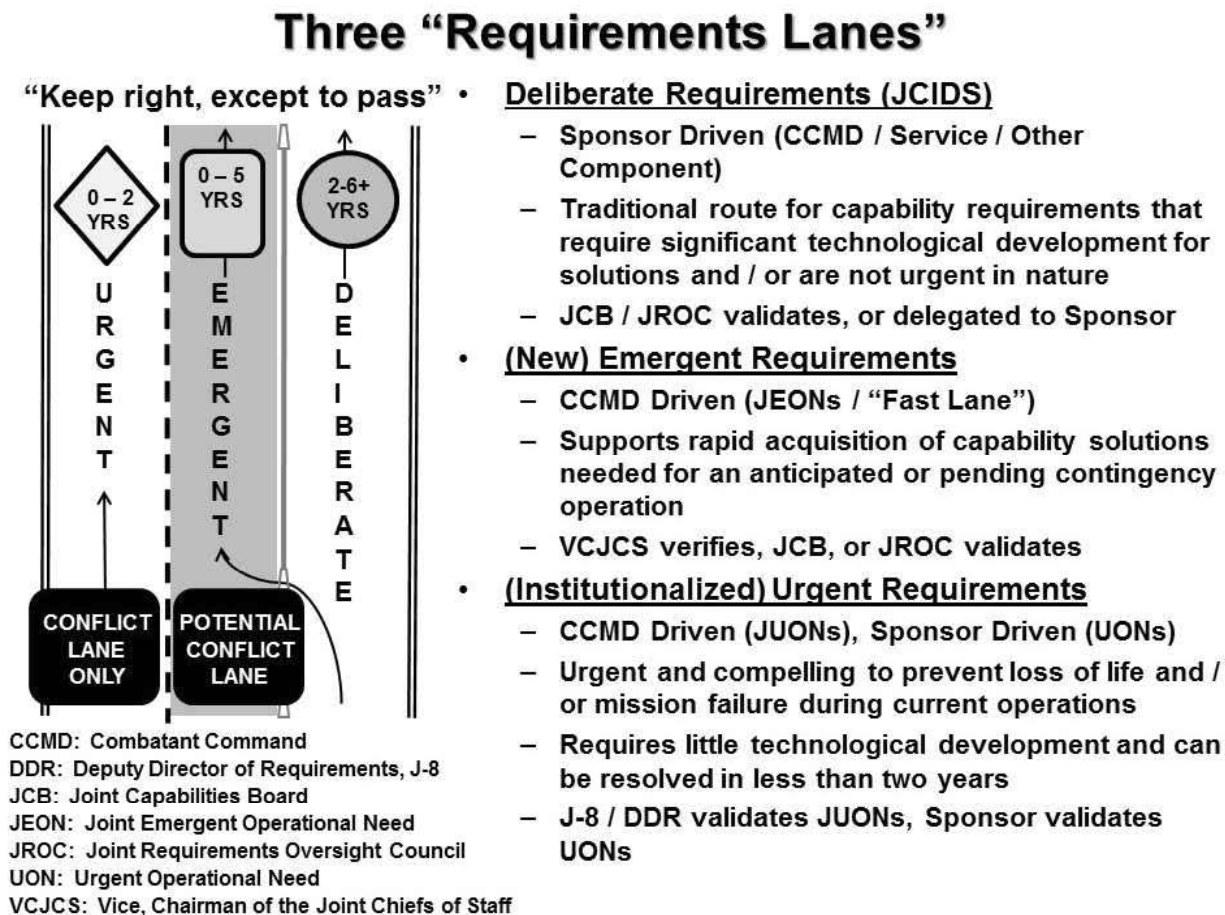 Three “Requirements Lanes”
“Keep right, except to pass”
0 – 2
YRS
0 – 5
YRS
2-6+
YRS
URGENT
EMERGENT
DELIBERATE
CONFLICT
LANE
ONLY
POTENTIAL
CONFLICT
LANE
CCMD: Combatant Command
DDR: Deputy Director of Requirements, J-8
JCB: Joint Capabilities Board
JEON: Joint Emergent Operational Need
JROC: Joint Requirements Oversight Council
UON: Urgent Operational Need
VCJCS: Vice, Chairman of the Joint Chiefs of Staff
• Deliberate Requirements (JCIDS)
– Sponsor Driven (CCMD / Service / Other
Component)
– Traditional route for capability requirements that
require significant technological development for
solutions and / or are not urgent in nature
– JCB / JROC validates, or delegated to Sponsor
• (New) Emergent Requirements
– CCMD Driven (JEONs / “Fast Lane”)
– Supports rapid acquisition of capability solutions
needed for an anticipated or pending contingency
operation
– VCJCS verifies, JCB, or JROC validates
• (Institutionalized) Urgent Requirements
– CCMD Driven (JUONs), Sponsor Driven (UONs)
– Urgent and compelling to prevent loss of life and /
or mission failure during current operations
– Requires little technological development and can
be resolved in less than two years
– J-8 / DDR validates JUONs, Sponsor validates
UONs